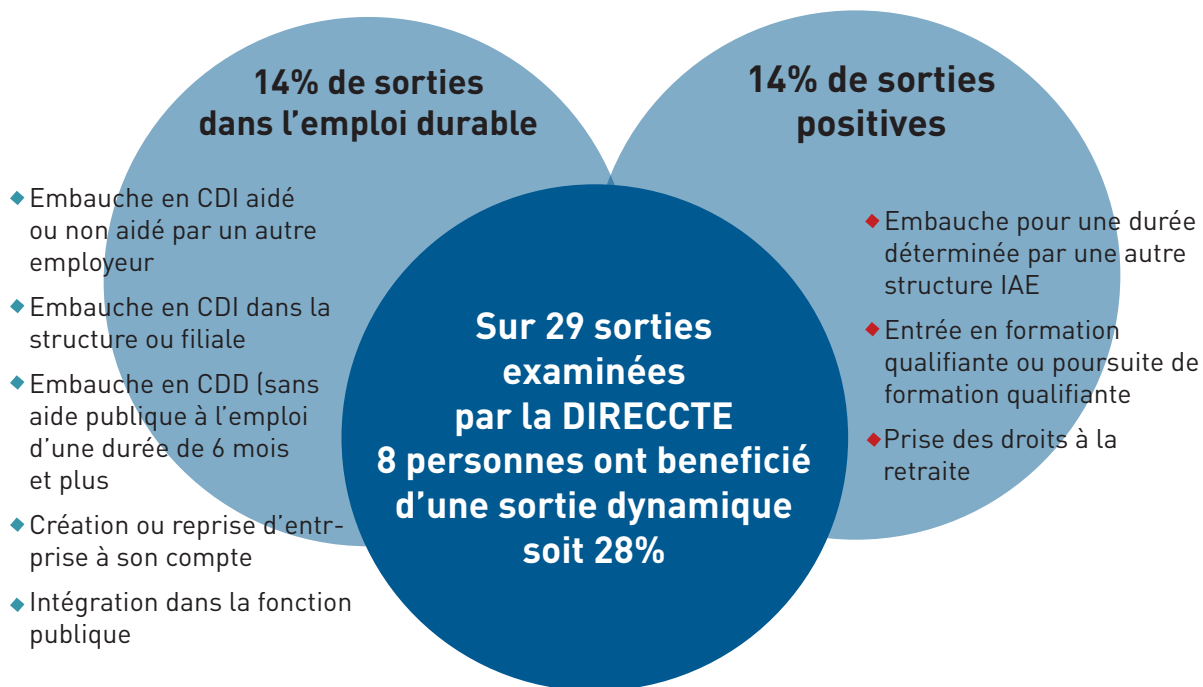 14% de sorties
dans l'emploi durable
Embauche en CDI aidé
ou non aidé par un autre
employeur
Embauche en CDI dans la
structure ou filiale
Embauche en CDD (sans
aide publique à l'emploi
d'une durée de 6 mois
et plus
Création ou reprise d'entr-
prise à son compte
Intégration dans la fonction
publique
Sur 29 sorties
examinées
par la DIRECCTE
8 personnes ont beneficié
d'une sortie dynamique
soit 28%
14% de sorties
positives
Embauche pour une durée
déterminée par une autre
structure IAE
Entrée en formation
qualifiante ou poursuite de
formation qualifiante
Prise des droits à la
retraite